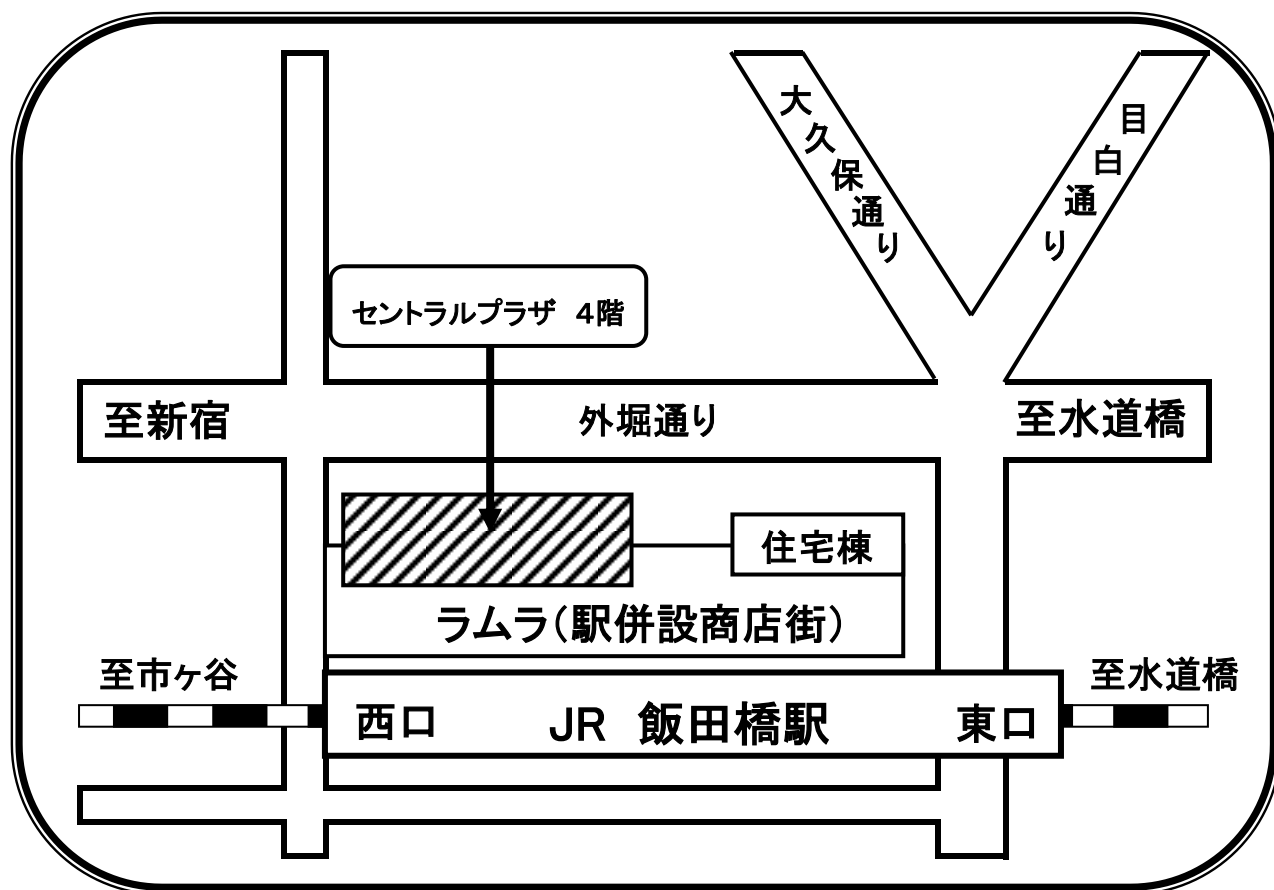 大久保通り
目白通り
セントラルプラザ 4階
至新宿
外堀通り
至水道橋
住宅棟
ラムラ(駅併設商店街)
至市ヶ谷
至水道橋
西口
JR 飯田橋駅
東口